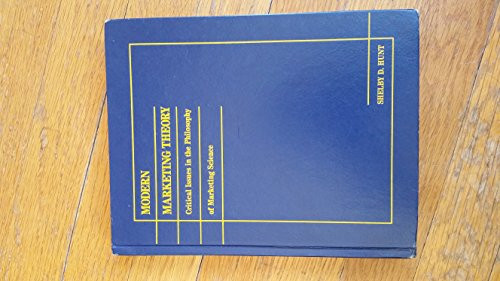 MODERN
MARKETING THEORY
Critical Issues in the Philosophy
of Marketing Science
SHELBY D. HUNT